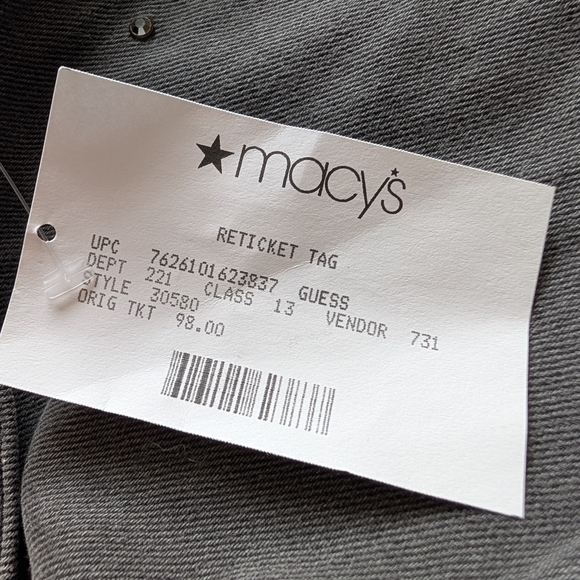 macy's
RETICKET TAG
UPC 7626101623837 GUESS
DEPT 221 CLASS 13 VENDOR 731
STYLE 30580
ORIG TKT 98.00